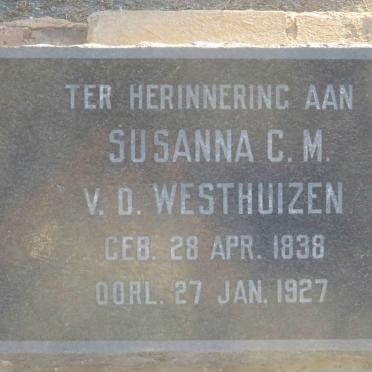 TER HERINNERING AAN
SUSANNA C. M.
V. D. WESTHUIZEN
GEB. 28 APR. 1838
OORL. 27 JAN. 1927